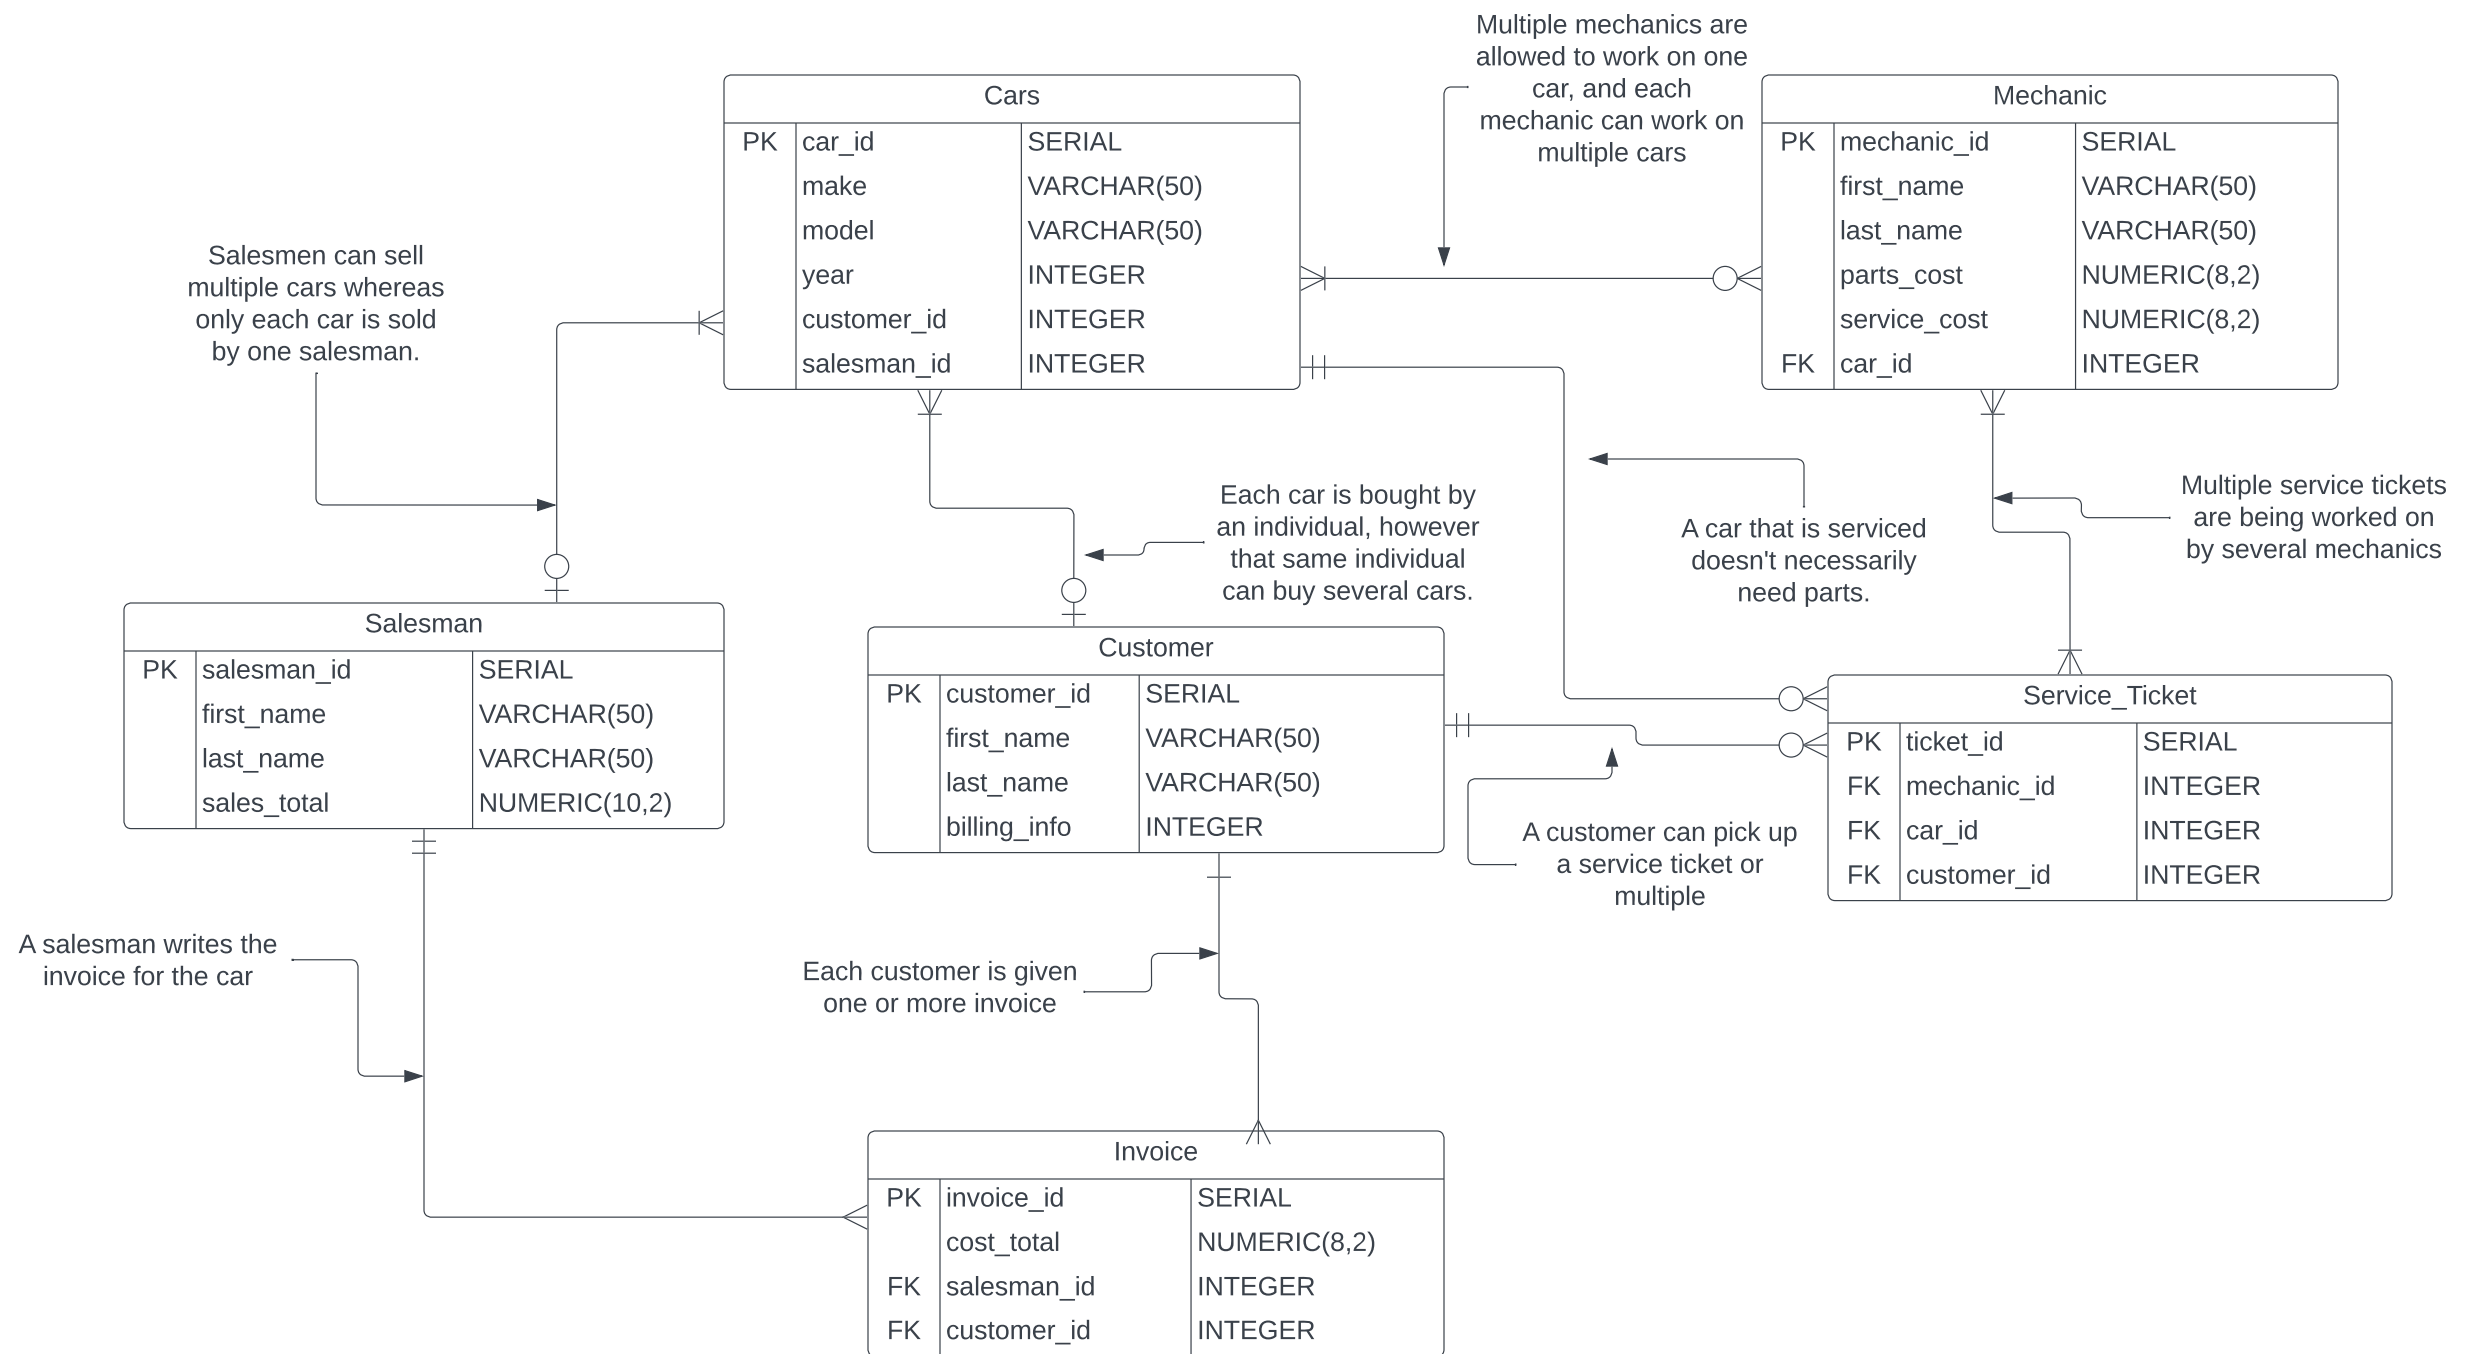 Multiple mechanics are
allowed to work on one
car, and each
mechanic can work on
multiple cars
Cars
PK car_id SERIAL
make VARCHAR(50)
model VARCHAR(50)
year INTEGER
customer_id INTEGER
salesman_id INTEGER
Mechanic
PK mechanic_id SERIAL
first_name VARCHAR(50)
last_name VARCHAR(50)
parts_cost NUMERIC(8,2)
service_cost NUMERIC(8,2)
FK car_id INTEGER
Salesmen can sell
multiple cars whereas
only each car is sold
by one salesman.
Each car is bought by
an individual, however
that same individual
can buy several cars.
A car that is serviced
doesn't necessarily
need parts.
Multiple service tickets
are being worked on
by several mechanics
Salesman
PK salesman_id SERIAL
first_name VARCHAR(50)
last_name VARCHAR(50)
sales_total NUMERIC(10,2)
Customer
PK customer_id SERIAL
first_name VARCHAR(50)
last_name VARCHAR(50)
billing_info INTEGER
Service_Ticket
PK ticket_id SERIAL
FK mechanic_id INTEGER
FK car_id INTEGER
FK customer_id INTEGER
A customer can pick up
a service ticket or
multiple
A salesman writes the
invoice for the car
Each customer is given
one or more invoice
Invoice
PK invoice_id SERIAL
cost_total NUMERIC(8,2)
FK salesman_id INTEGER
FK customer_id INTEGER